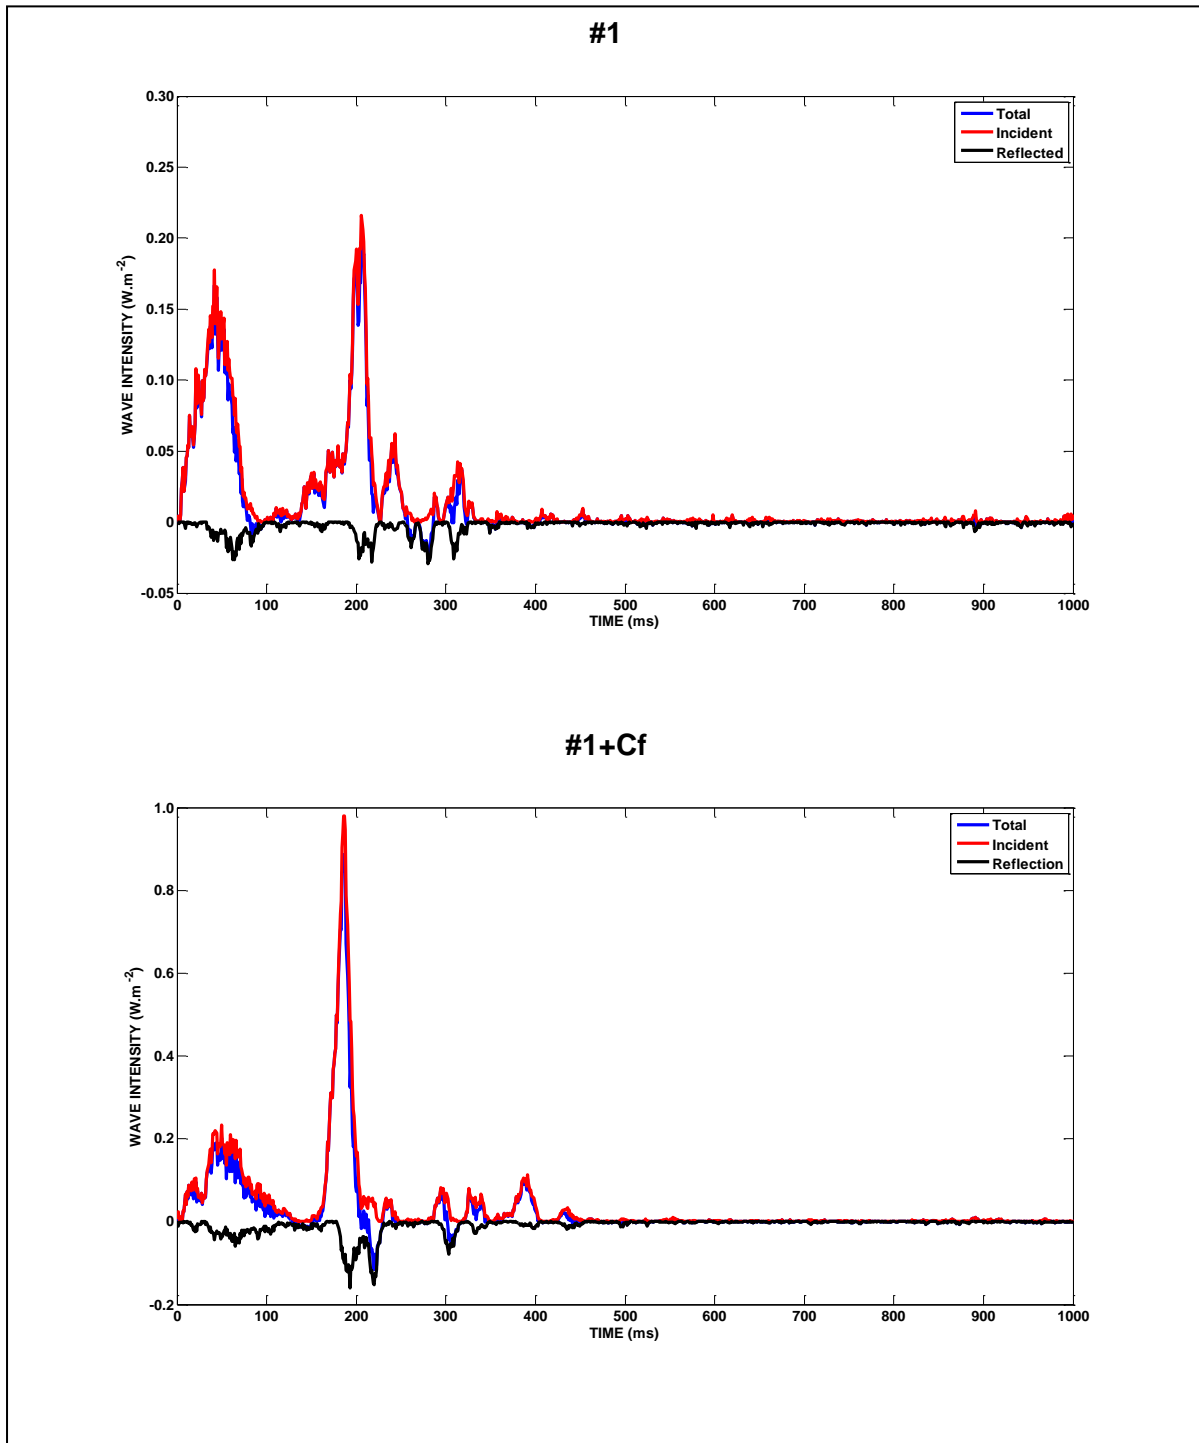 #1
0.30
0.25
0.20
0.15
0.10
0.05
0
-0.05
WAVE INTENSITY (W.m-2)
Total
Incident
Reflected
0 100 200 300 400 500 600 700 800 900 1000
TIME (ms)
#1+Cf
1.0
0.8
0.6
0.4
0.2
0
-0.2
WAVE INTENSITY (W.m-2)
Total
Incident
Reflection
0 100 200 300 400 500 600 700 800 900 1000
TIME (ms)